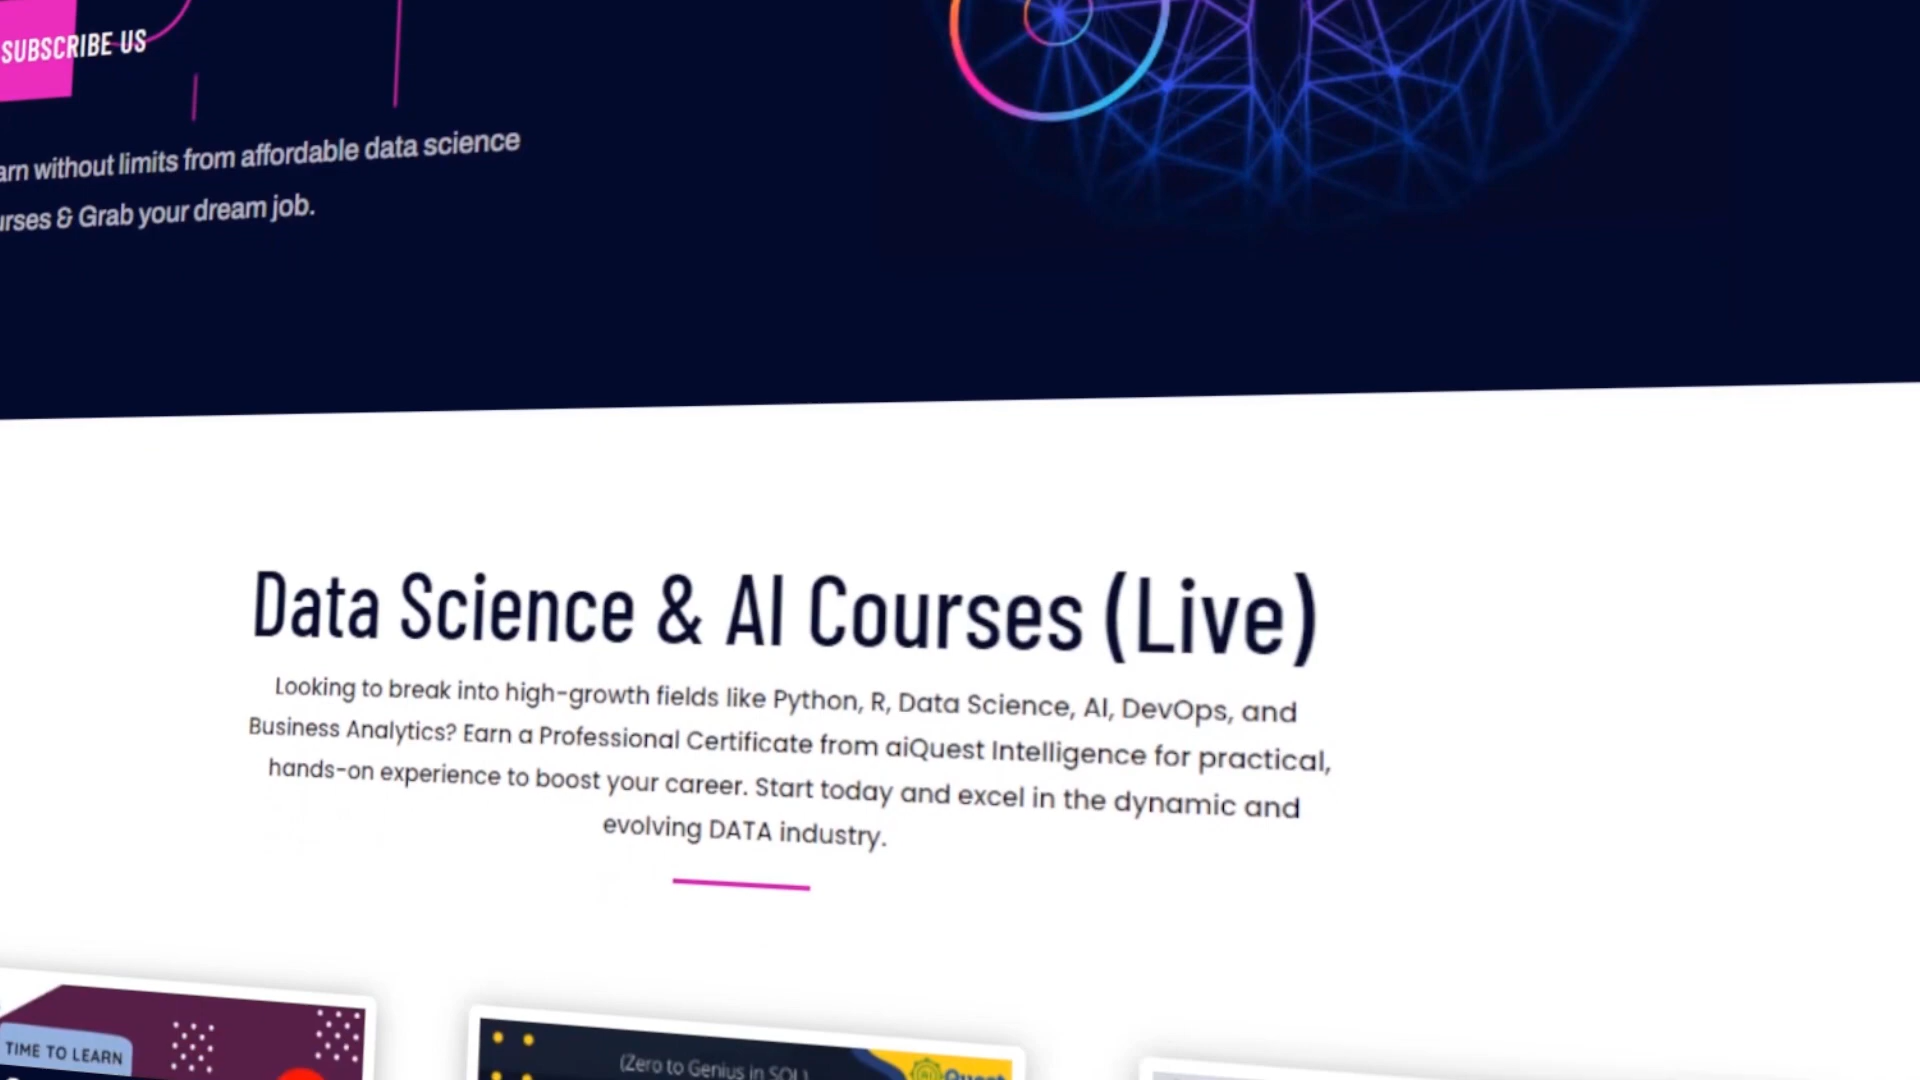 SUBSCRIBE US
without limits from affordable data science
& Grab your dream job.
Data Science & AI Courses (Live)
Looking to break into high-growth fields like Python, R, Data Science, AI, DevOps, and
Business Analytics? Earn a Professional Certificate from aiQuest Intelligence for practical,
hands-on experience to boost your career. Start today and excel in the dynamic and
evolving DATA industry.
TIME TO LEARN
(Zero to Genius in SQL)